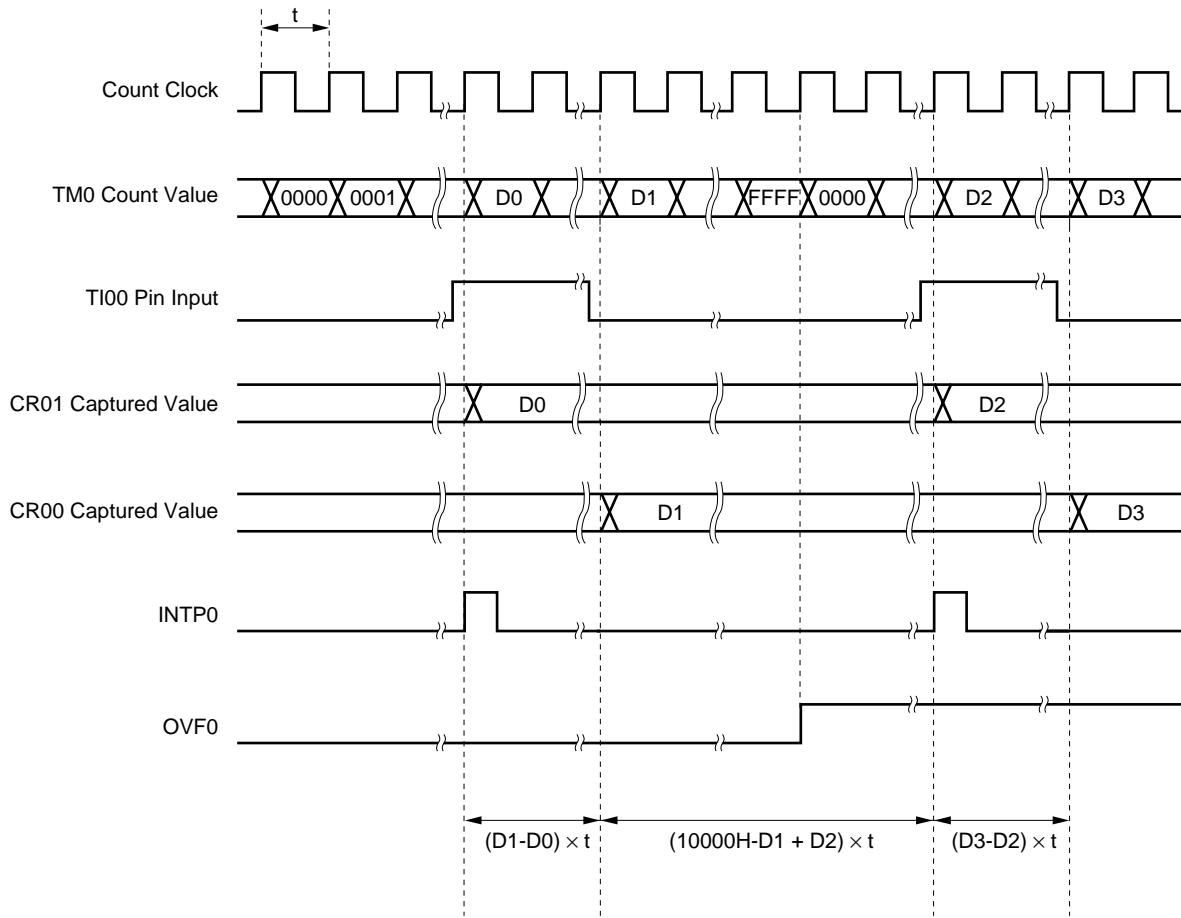 t
Count Clock
TM0 Count Value
0000 0001 D0 D1 FFFF 0000 D2 D3
TI00 Pin Input
CR01 Captured Value
D0 D2
CR00 Captured Value
D1 D3
INTP0
OVF0
(D1-D0) × t (10000H-D1 + D2) × t (D3-D2) × t